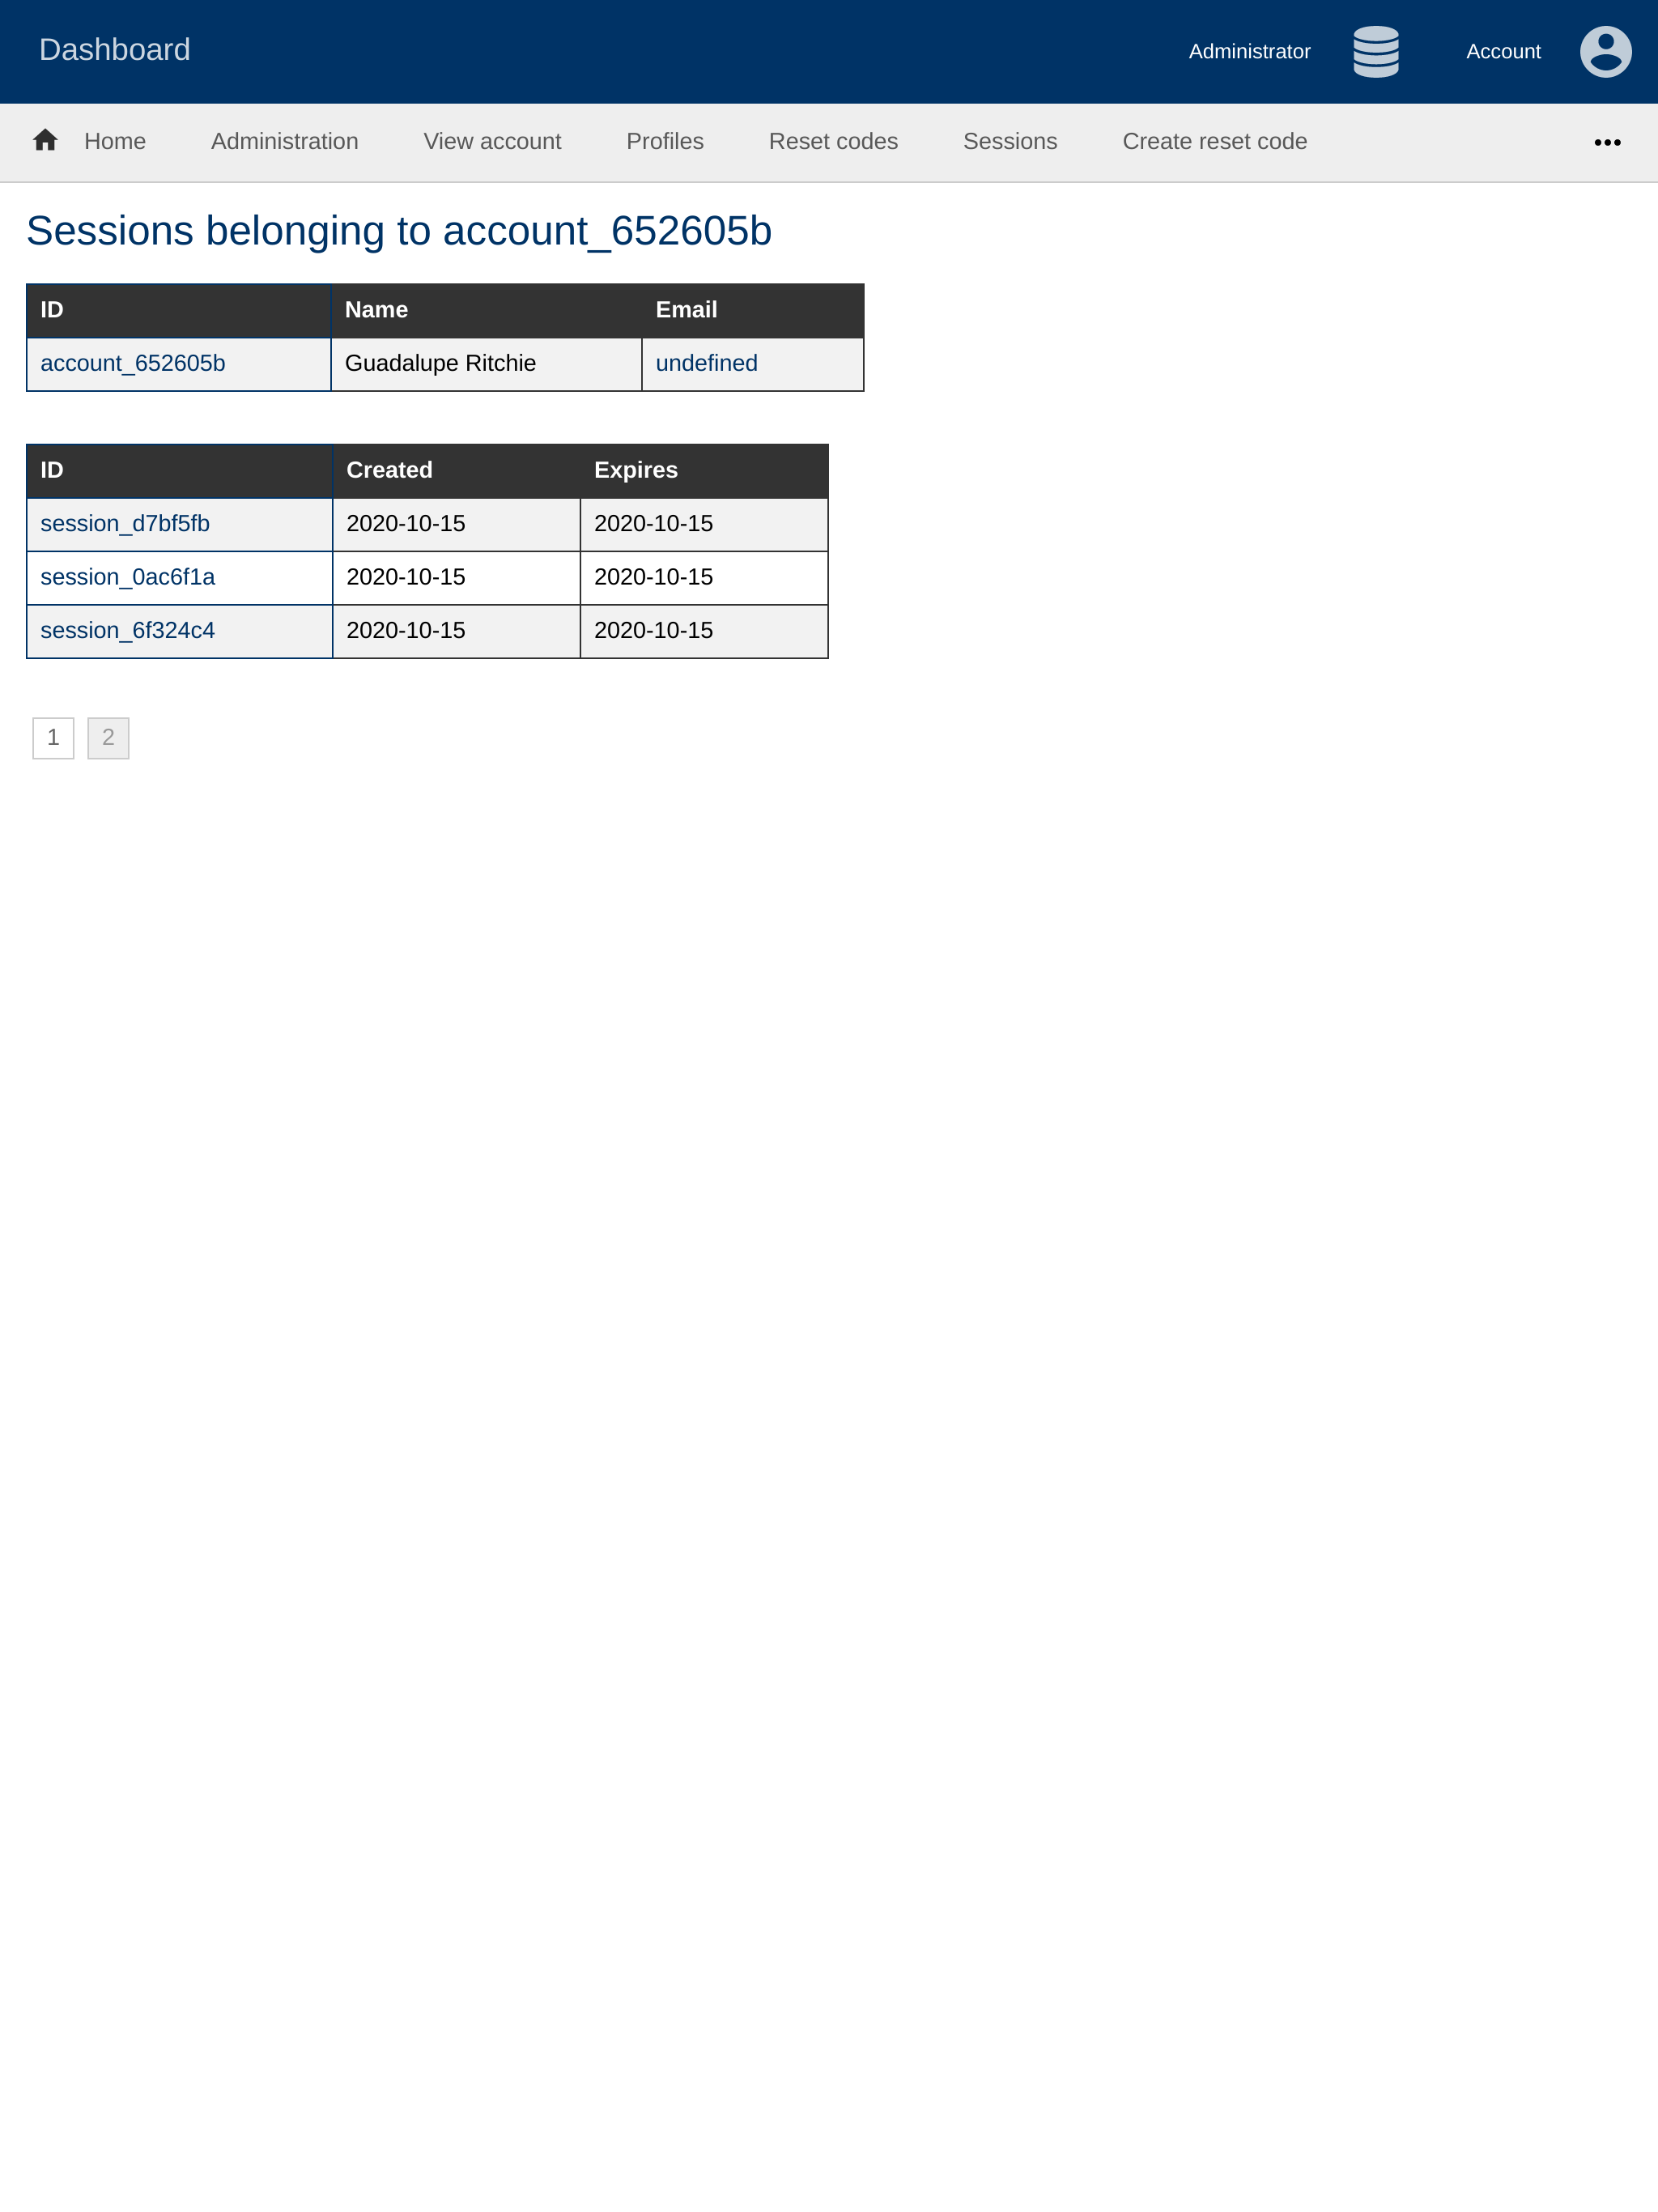 Dashboard
Administrator
Account
Home Administration View account Profiles Reset codes Sessions Create reset code
Sessions belonging to account_652605b
ID Name Email
account_652605b Guadalupe Ritchie undefined
ID Created Expires
session_d7bf5fb 2020-10-15 2020-10-15
session_0ac6f1a 2020-10-15 2020-10-15
session_6f324c4 2020-10-15 2020-10-15
1 2